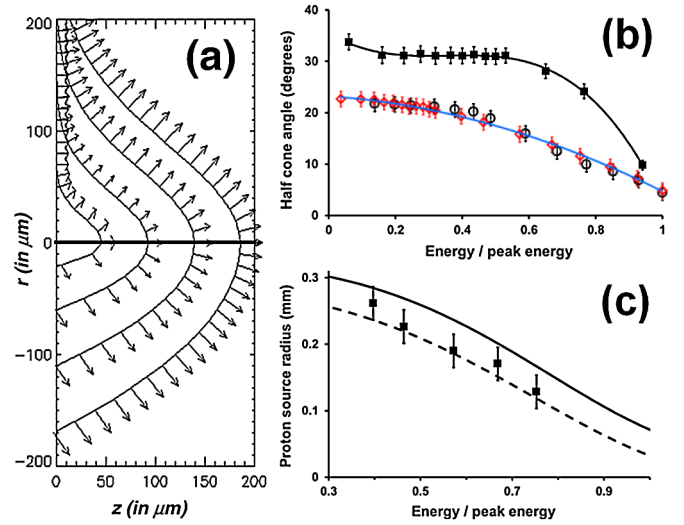 (a)
200
100
0
−100
−200
r (in μm)
0 50 100 150 200
z (in μm)
(b)
40
30
20
10
0
Half cone angle (degrees)
0 0.2 0.4 0.6 0.8 1
Energy / peak energy
(c)
0.3
0.2
0.1
0
Proton source radius (mm)
0.3 0.5 0.7 0.9
Energy / peak energy